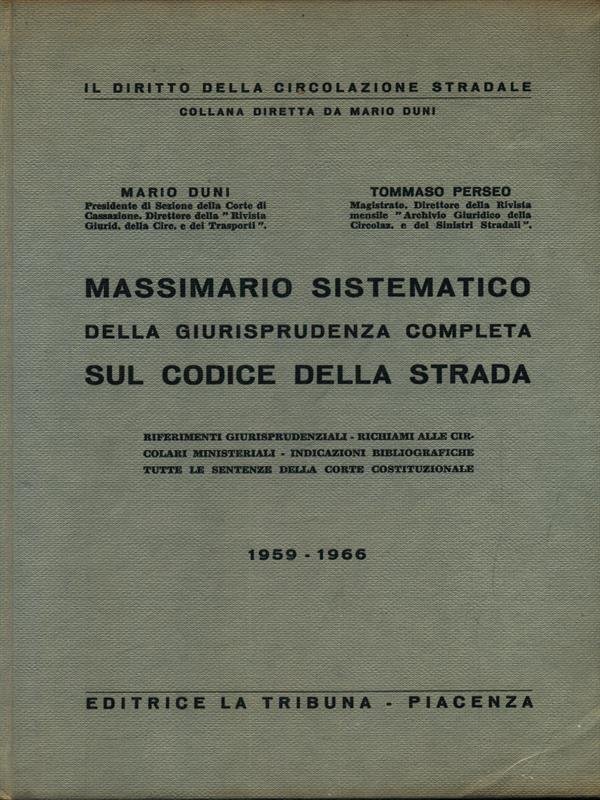 IL DIRITTO DELLA CIRCOLAZIONE STRADALE
COLLANA DIRETTA DA MARIO DUNI
MARIO DUNI
Presidente di Sezione della Corte di
Cassazione. Direttore della " Rivista
Giurid. della Circ. e dei Trasporti ".
TOMMASO PERSEO
Magistrato. Direttore della Rivista
mensile " Archivio Giuridico della
Circolaz. e dei Sinistri Stradali ".
MASSIMARIO SISTEMATICO
DELLA GIURISPRUDENZA COMPLETA
SUL CODICE DELLA STRADA
RIFERIMENTI GIURISPRUDENZIALI - RICHIAMI ALLE CIR-
COLARI MINISTERIALI - INDICAZIONI BIBLIOGRAFICHE
TUTTE LE SENTENZE DELLA CORTE COSTITUZIONALE
1959 - 1966
EDITRICE LA TRIBUNA - PIACENZA